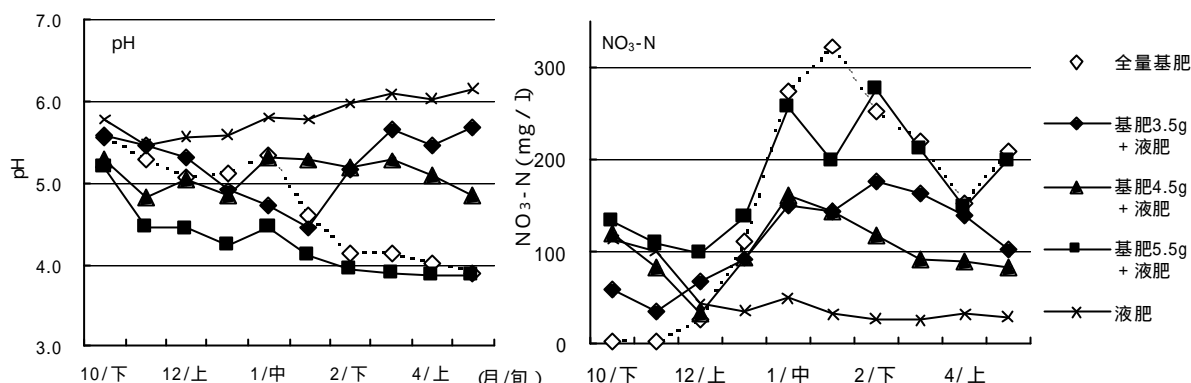 7.0
6.0
5.0
4.0
3.0
pH
pH
10/下 12/上 1/中 2/下 4/上 (月/旬)
300
200
100
0
NO3-N(mg/l)
NO3-N
10/下 12/上 1/中 2/下 4/上
全量基肥
基肥3.5g
+ 液肥
基肥4.5g
+ 液肥
基肥5.5g
+ 液肥
液肥